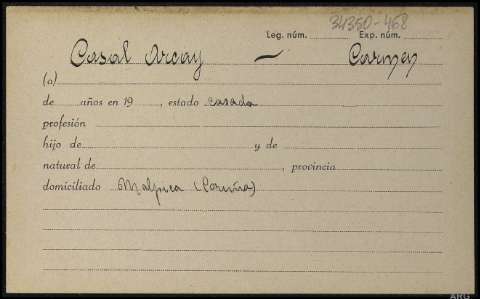 34350-468
Leg. núm. Exp. núm.
Casal Arcay — Carmen
(a)
de años en 19 , estado casada
profesión
hijo de y de
natural de , provincia
domiciliado Malpica (Coruña)
ARG